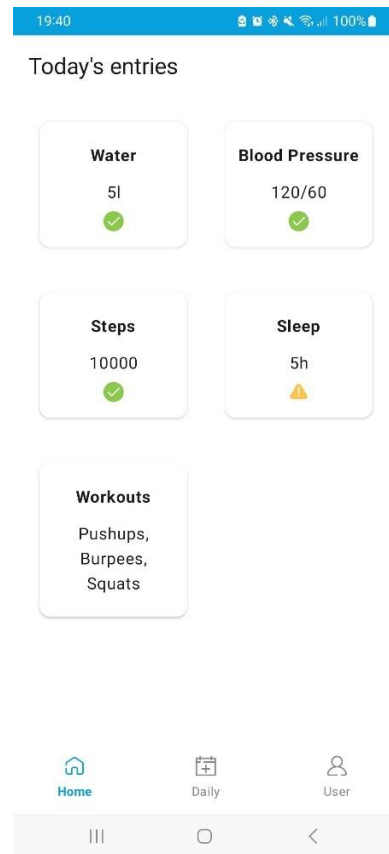 19:40 100%
Today's entries
Water
5l
Blood Pressure
120/60
Steps
10000
Sleep
5h
Workouts
Pushups,
Burpees,
Squats
Home Daily User